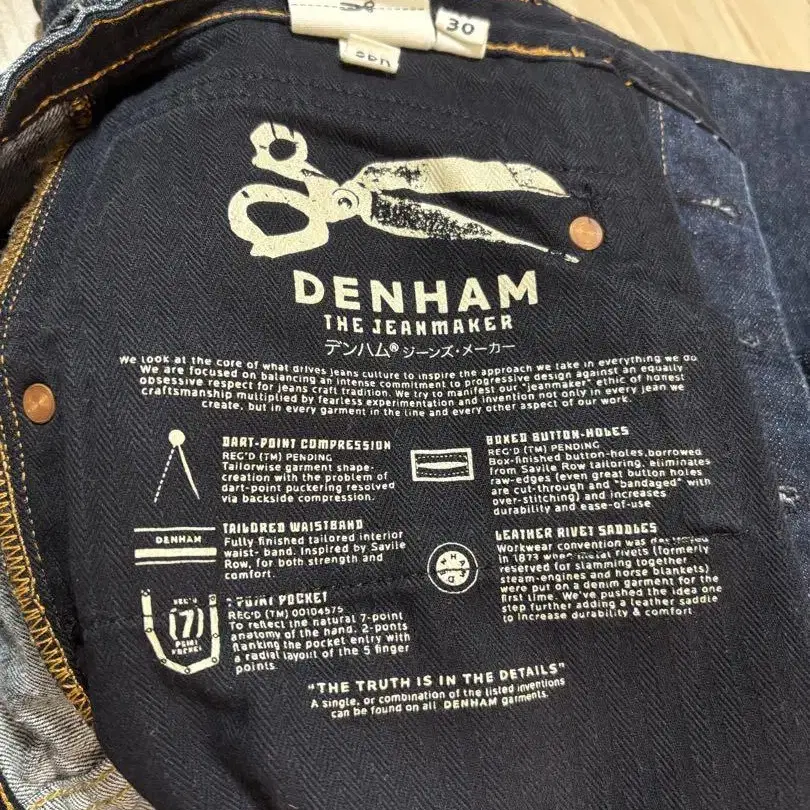 30
DENHAM
THE JEANMAKER
デンハム® ジーンズ・メーカー
We look at the core of what drives jeans culture to inspire the approach we take in everything we do
We are focused on balancing an intense commitment to progressive design against an equally
obsessive respect for jeans craft tradition. We try to manifest our "jeanmaker" ethic of honest
craftsmanship multiplied by fearless experimentation and invention not only in every jean we
create, but in every garment in the line and every other aspect of our work.
DART-POINT COMPRESSION
REG'D (TM) PENDING
Tailorwise garment shape-
creation with the problem of
dart-point puckering resolved
via backside compression.
BOXED BUTTON-HOLES
REG'D (TM) PENDING
Box-finished button-holes, borrowed
from Savile Row tailoring, eliminates
raw-edges (even great button holes
are cut-through and "bandaged" with
over-stitching) and increases
durability and ease-of-use
DENHAM
TAILORED WAISTBAND
Fully finished tailored interior
waist- band. Inspired by Savile
Row, for both strength and
comfort.
LEATHER RIVET SADDLES
Workwear convention was
in 1873 when metal rivets (formerly
reserved for slamming together
steam-engines and horse blankets)
were put on a denim garment for the
first time. We've pushed the idea one
step further adding a leather saddle
to increase durability & comfort.
REG'D
(7)
POINT
POCKET
POINT POCKET
REG'D (TM) 00104575
To reflect the natural 7-point
anatomy of the hand. 2-ponts
flanking the pocket entry with
a radial layout of the 5 finger
points.
"THE TRUTH IS IN THE DETAILS"
A single, or combination of the listed inventions
can be found on all DENHAM garments.